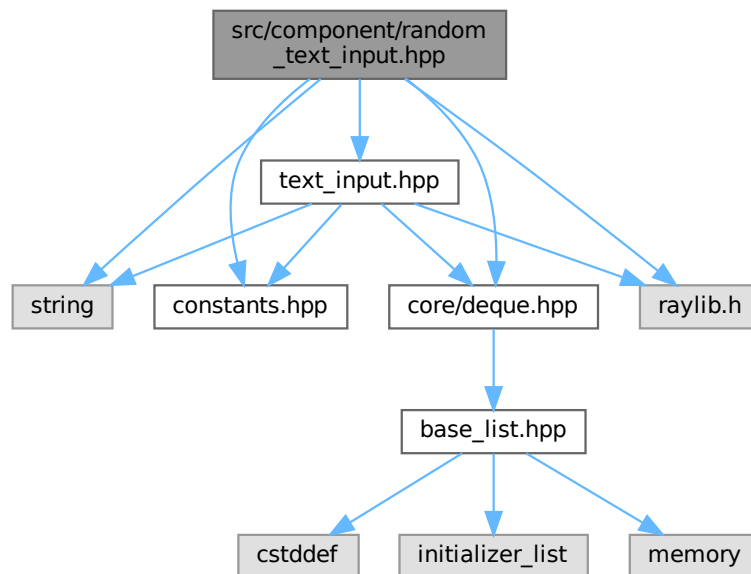 src/component/random
_text_input.hpp
text_input.hpp
string
constants.hpp
core/deque.hpp
raylib.h
base_list.hpp
cstddef
initializer_list
memory